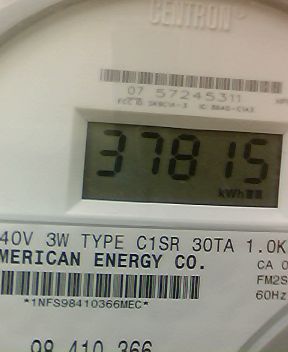 CENTRON®
07 57245311
37815
kWh
40V 3W TYPE C1SR 30TA 1.0K
MERICAN ENERGY CO.
CA 0
FM2S
60Hz
*1NFS98410366MEC*
98 410 366